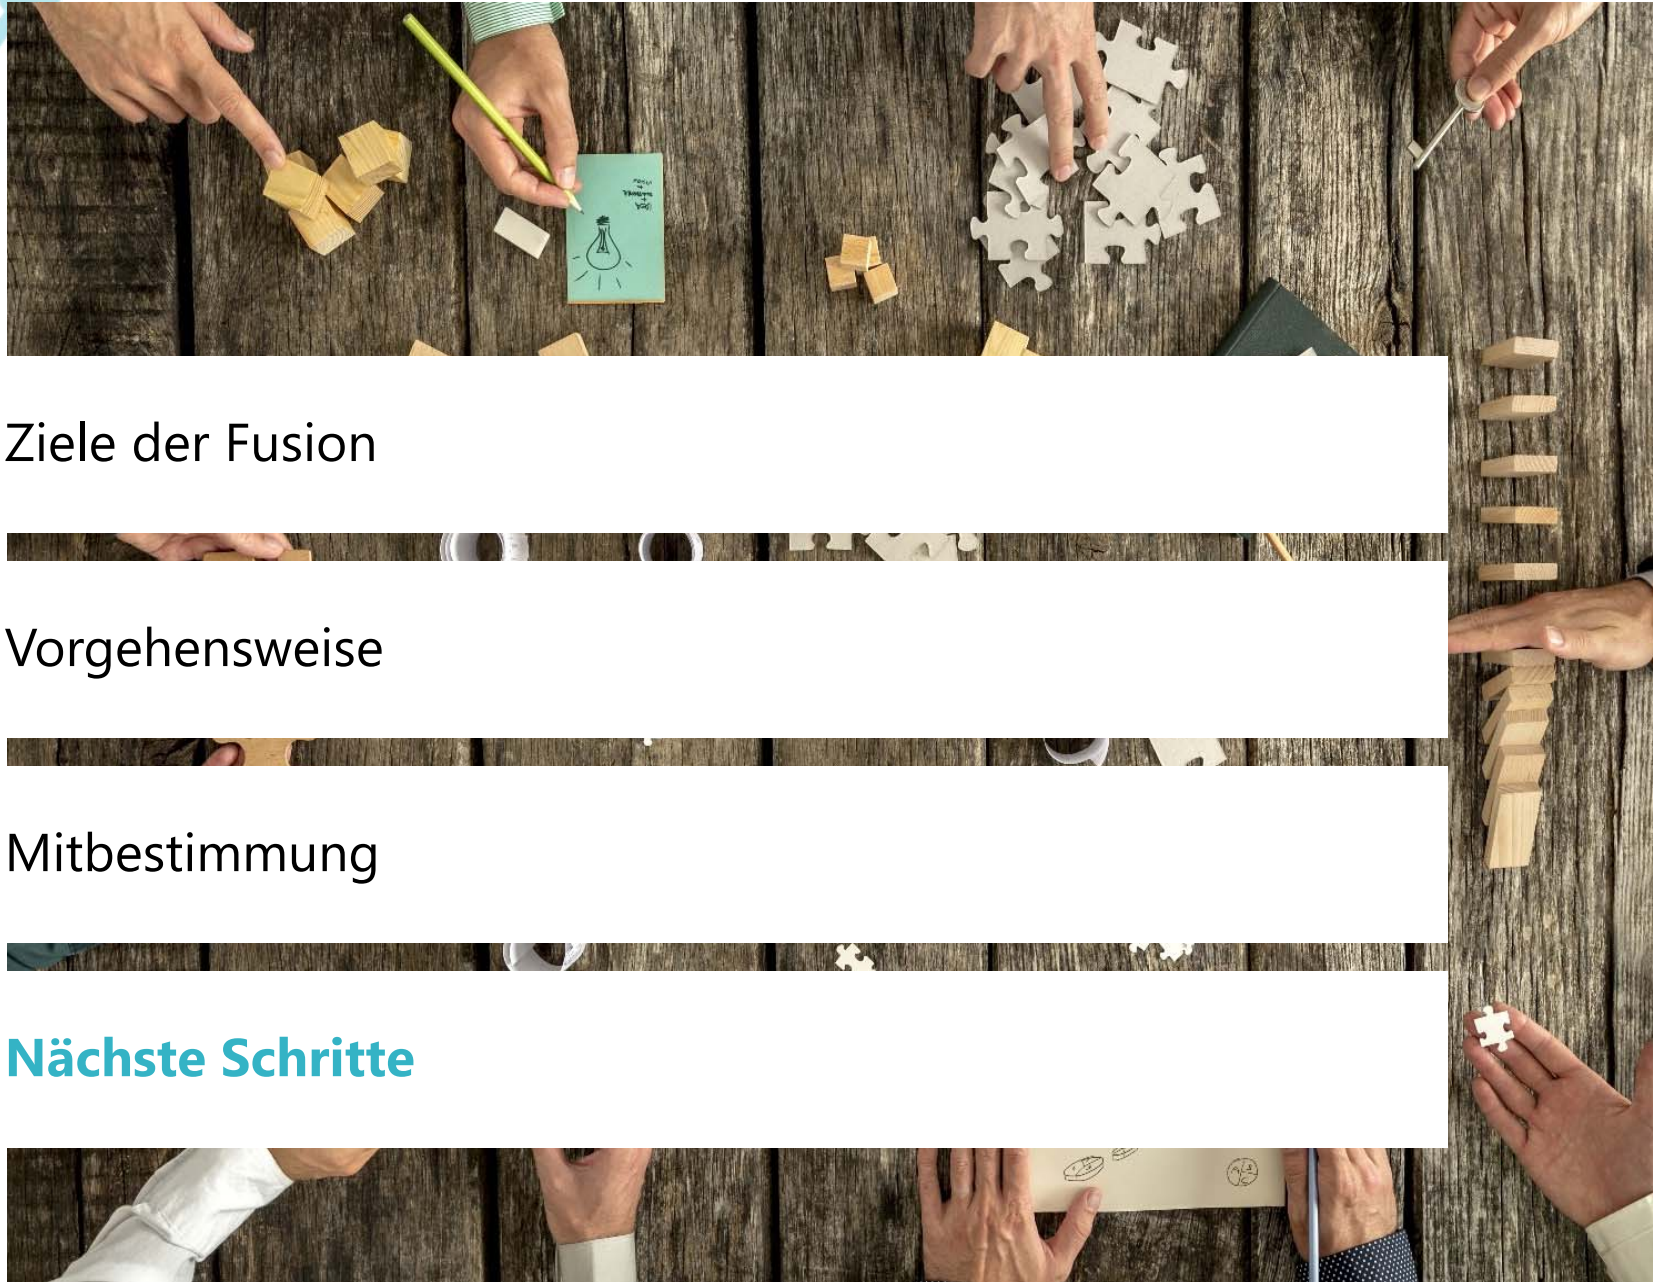 Ziele der Fusion
Vorgehensweise
Mitbestimmung
Nächste Schritte